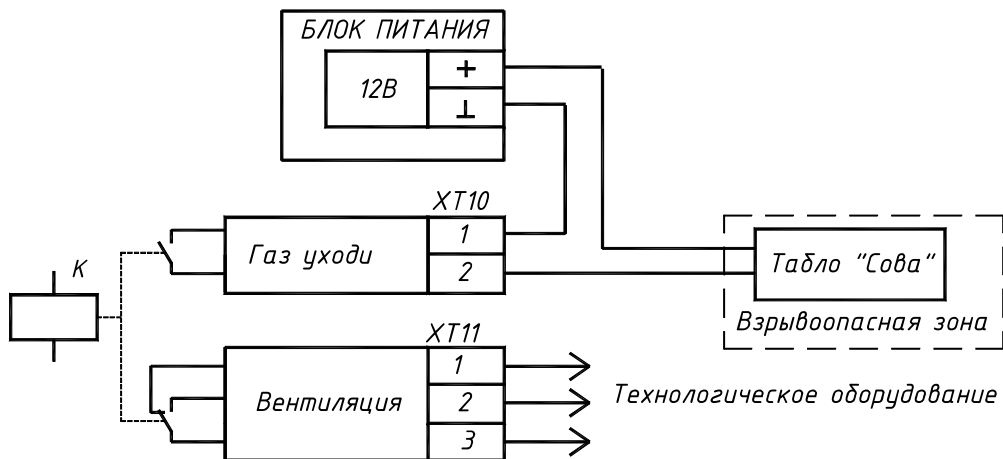 БЛОК ПИТАНИЯ
12В
+
⊥
ХТ10
Газ уходи
1
2
К
Табло "Сова"
Взрывоопасная зона
ХТ11
Вентиляция
1
2
3
Технологическое оборудование